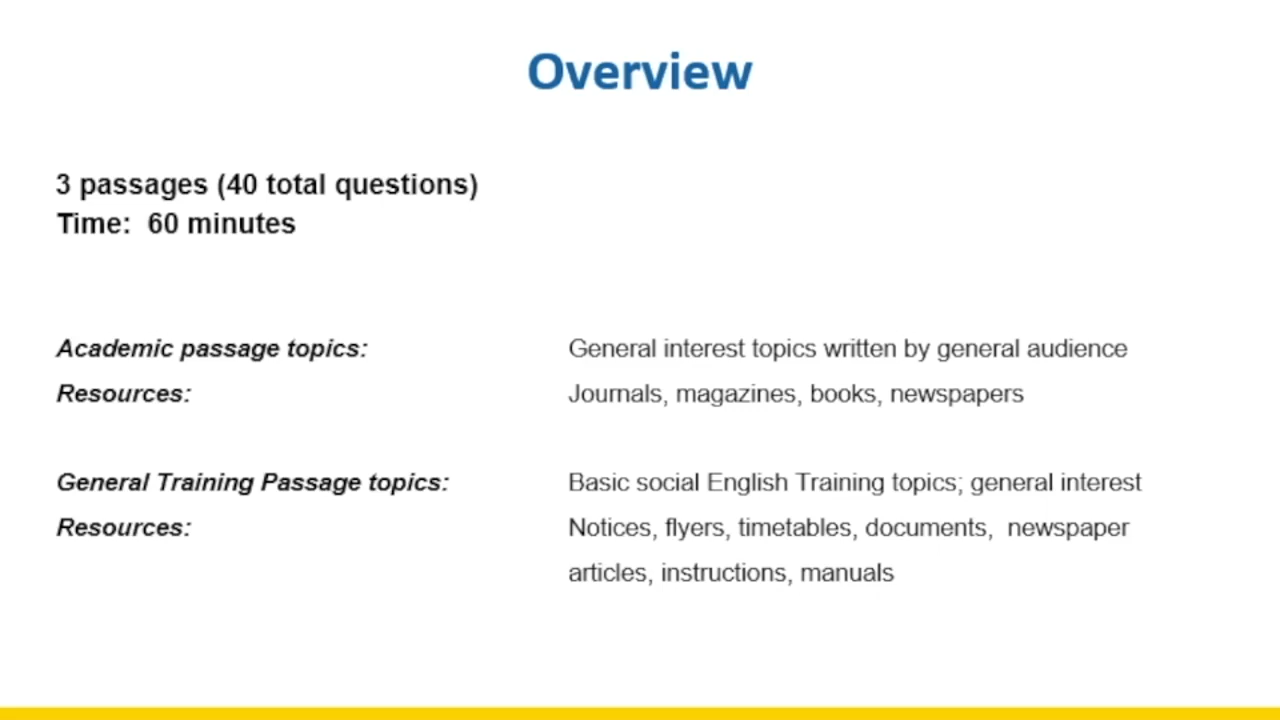 Overview
3 passages (40 total questions)
Time:  60 minutes
Academic passage topics: General interest topics written by general audience
Resources: Journals, magazines, books, newspapers
General Training Passage topics: Basic social English Training topics; general interest
Resources: Notices, flyers, timetables, documents,  newspaper
articles, instructions, manuals